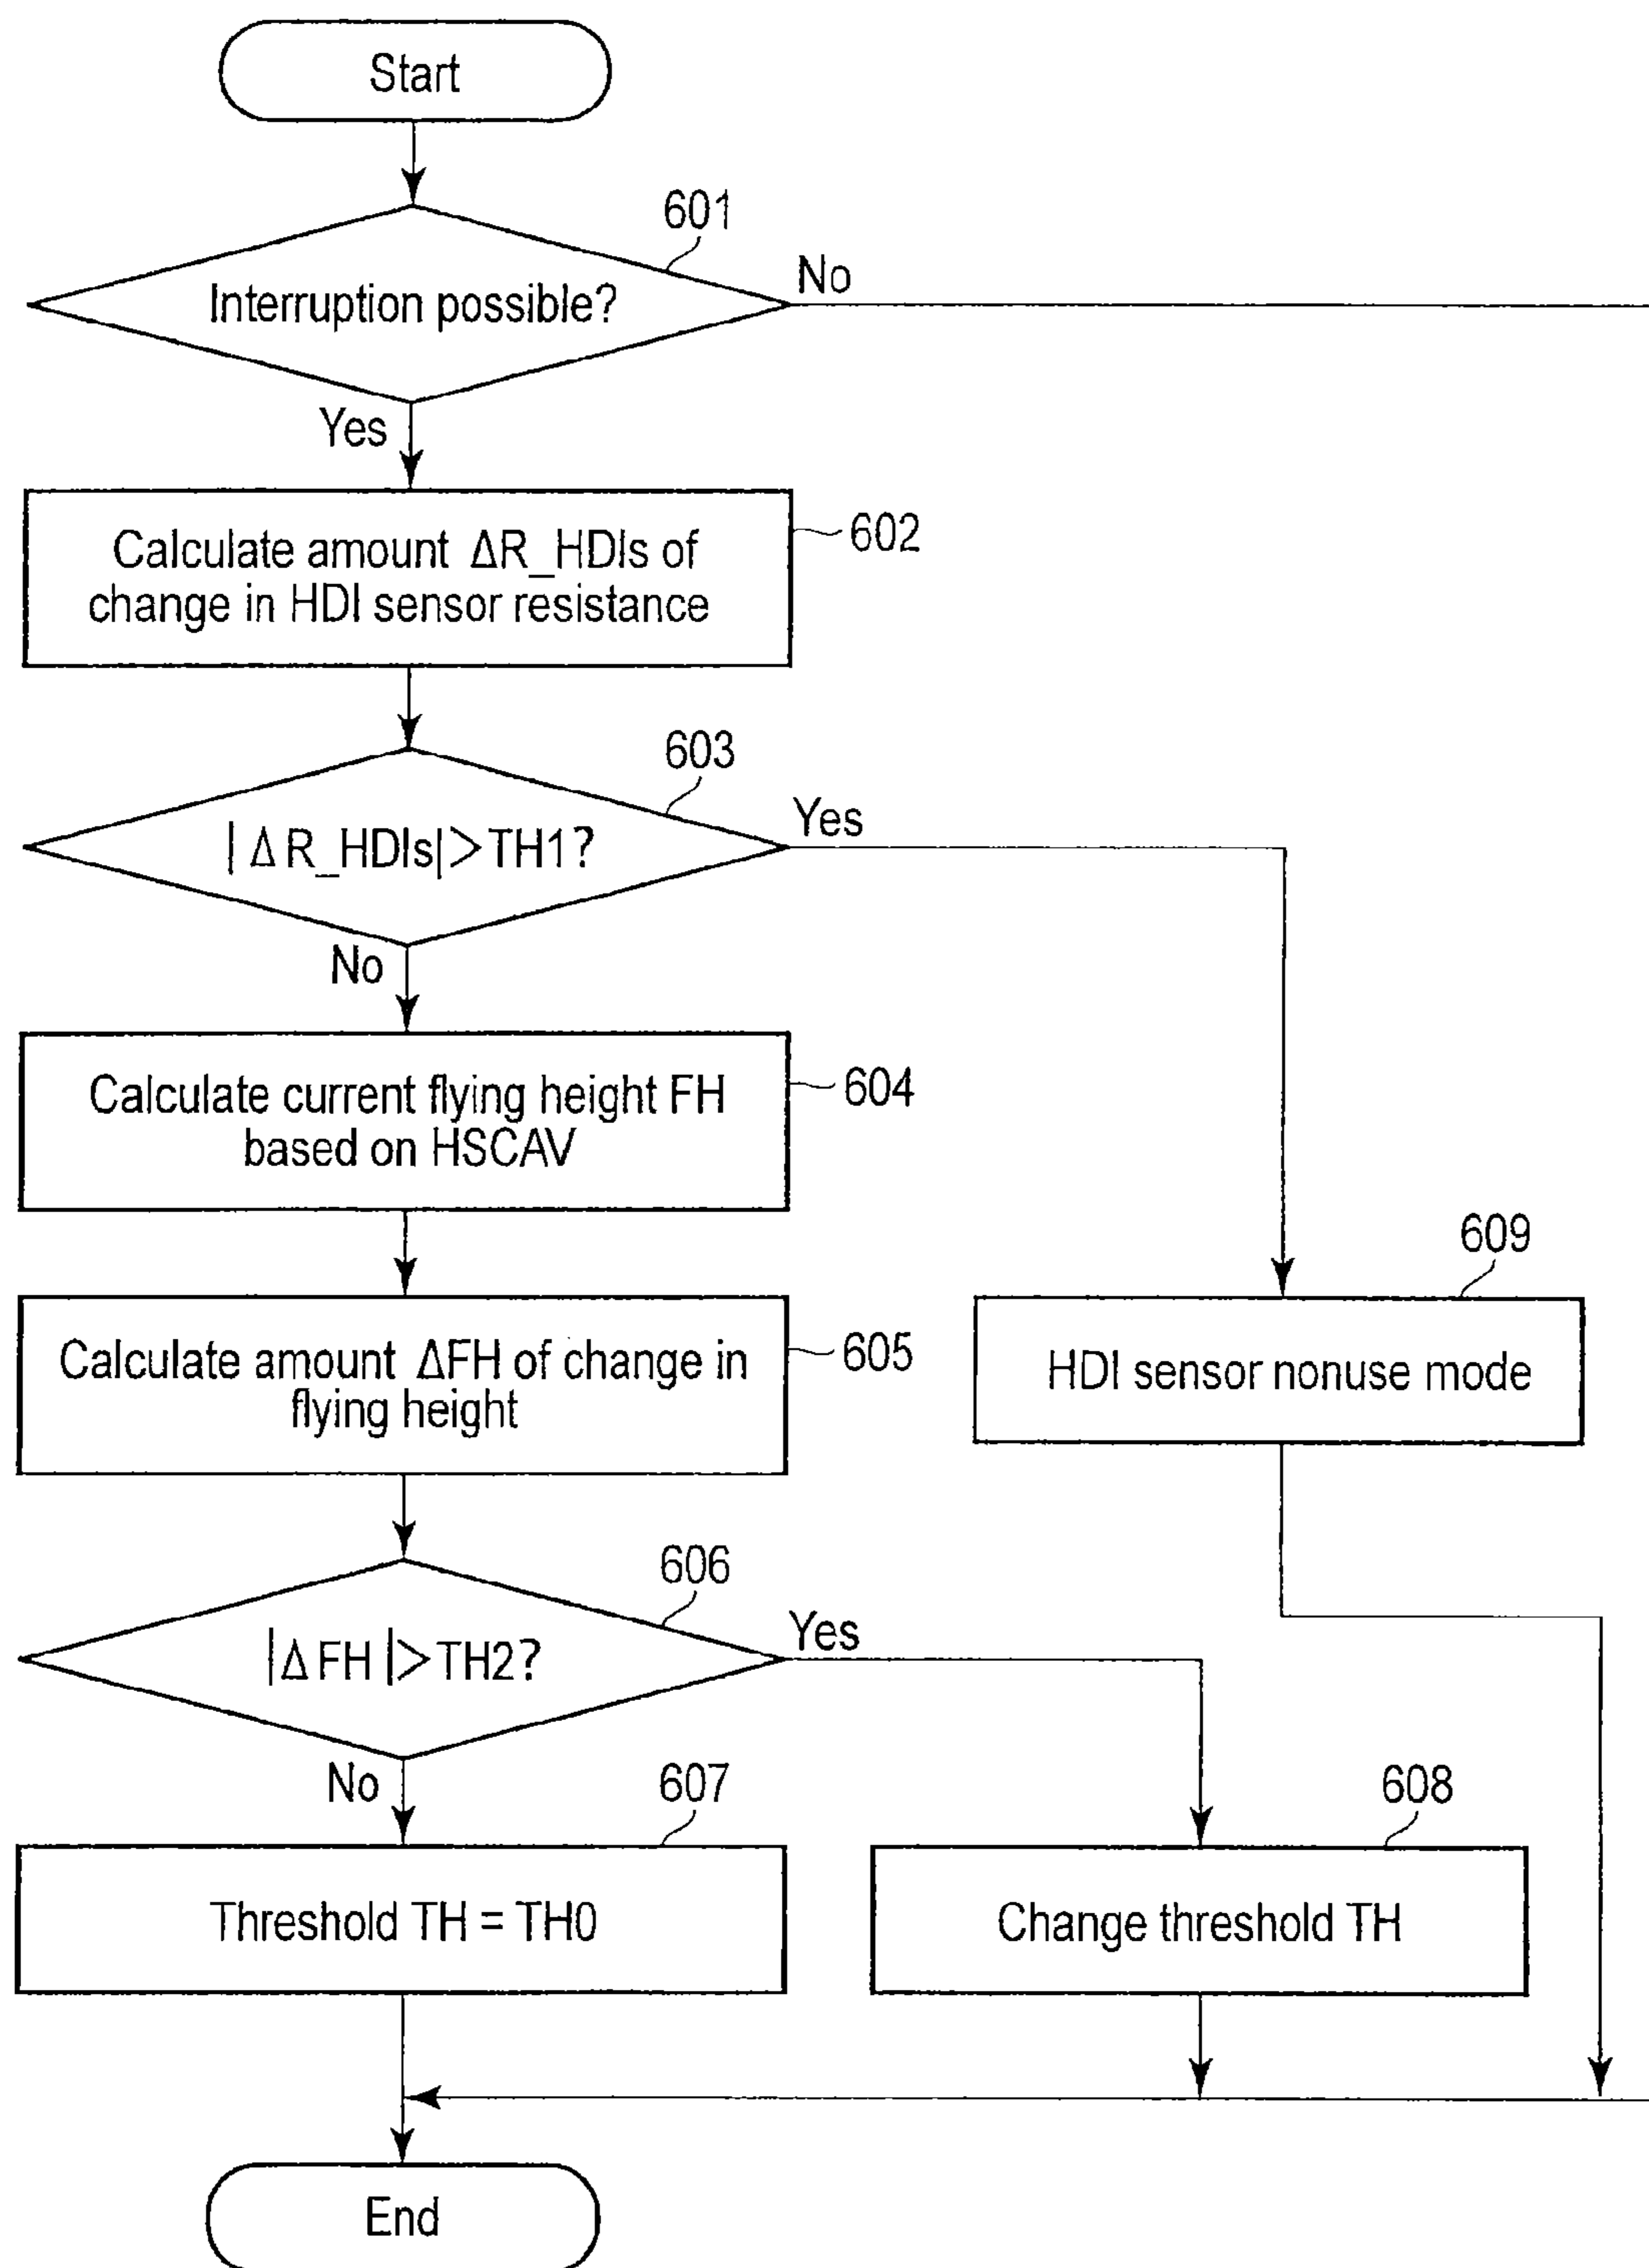 Start
601
Interruption possible?
No
Yes
Calculate amount ΔR_HDIs of
change in HDI sensor resistance
602
603
|ΔR_HDIs|>TH1?
Yes
No
Calculate current flying height FH
based on HSCAV
604
609
Calculate amount ΔFH of change in
flying height
605
HDI sensor nonuse mode
606
|ΔFH|>TH2?
Yes
No
607
608
Threshold TH = TH0
Change threshold TH
End